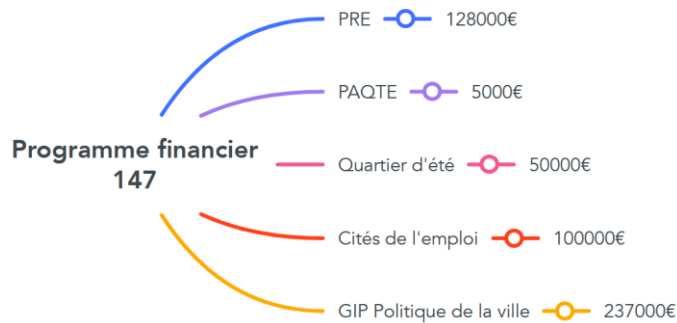 Programme financier
147
PRE 128000€
PAQTE 5000€
Quartier d'été 50000€
Cités de l'emploi 100000€
GIP Politique de la ville 237000€